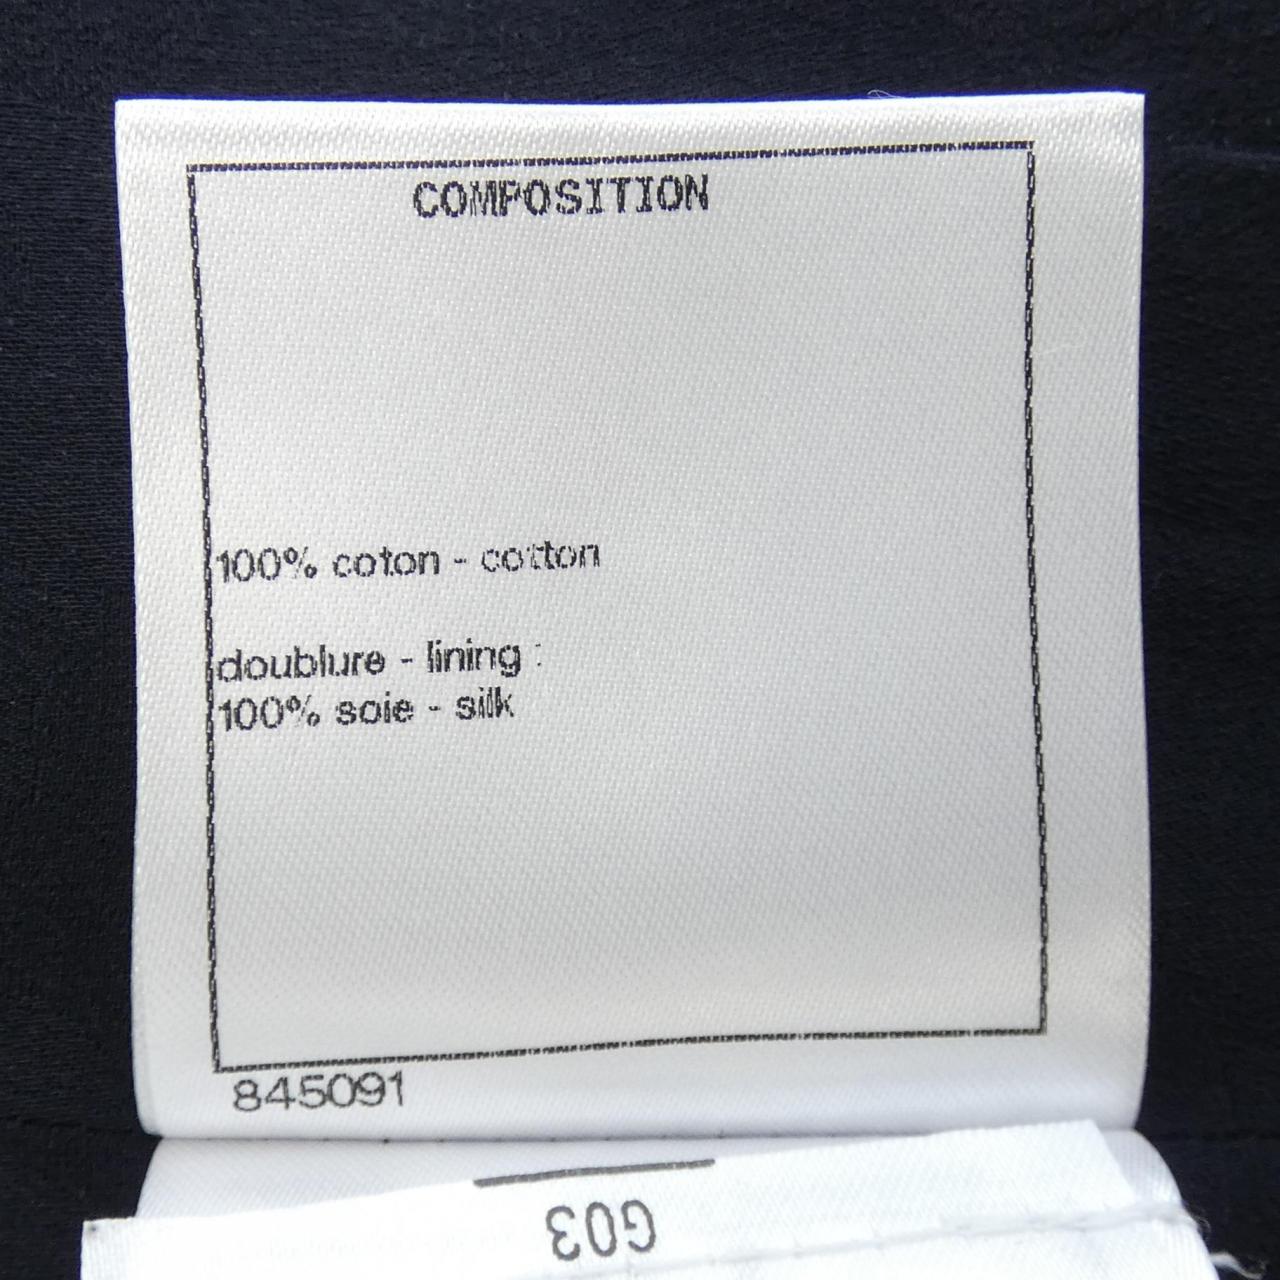 COMPOSITION
100% coton - cotton
doublure - lining :
100% soie - silk
845091
G03